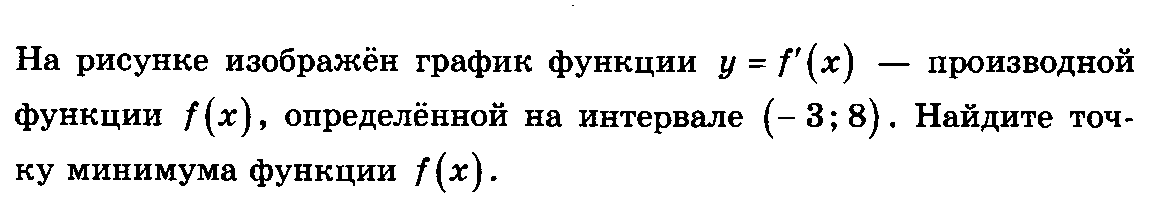 На рисунке изображён график функции y = f′(x) — производной
функции f(x), определённой на интервале (− 3; 8). Найдите точ-
ку минимума функции f(x).